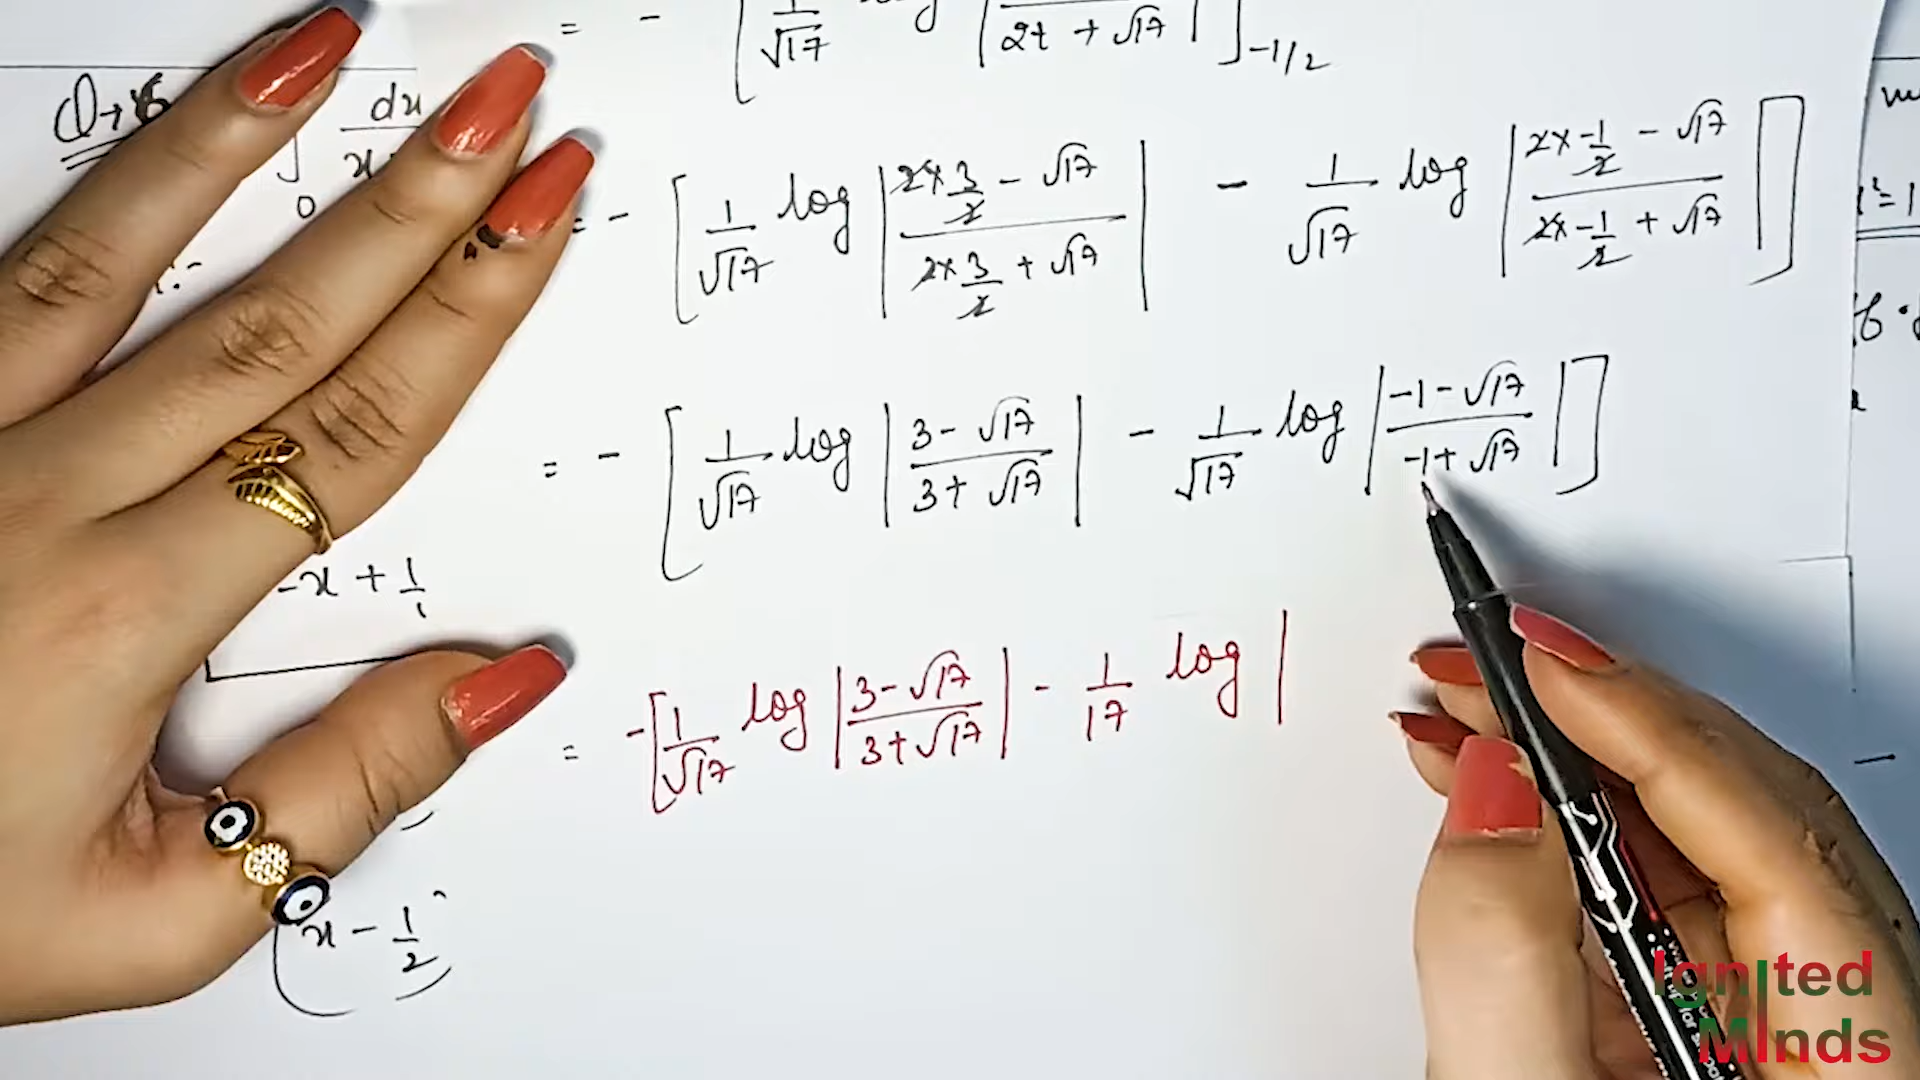 = - [ 1/√17 log | 2t + √17 | ]-1/2
Q→6 ∫0 dx
= - [ 1/√17 log | (2×3/2 - √17)/(2×3/2 + √17) | - 1/√17 log | (2×-1/2 - √17)/(2×-1/2 + √17) | ]
= - [ 1/√17 log | (3 - √17)/(3 + √17) | - 1/√17 log | (-1 - √17)/(-1 + √17) | ]
-x + 1/
= - [ 1/√17 log | (3 - √17)/(3 + √17) | - 1/17 log |
(x - 1/2)
Ignited
Minds